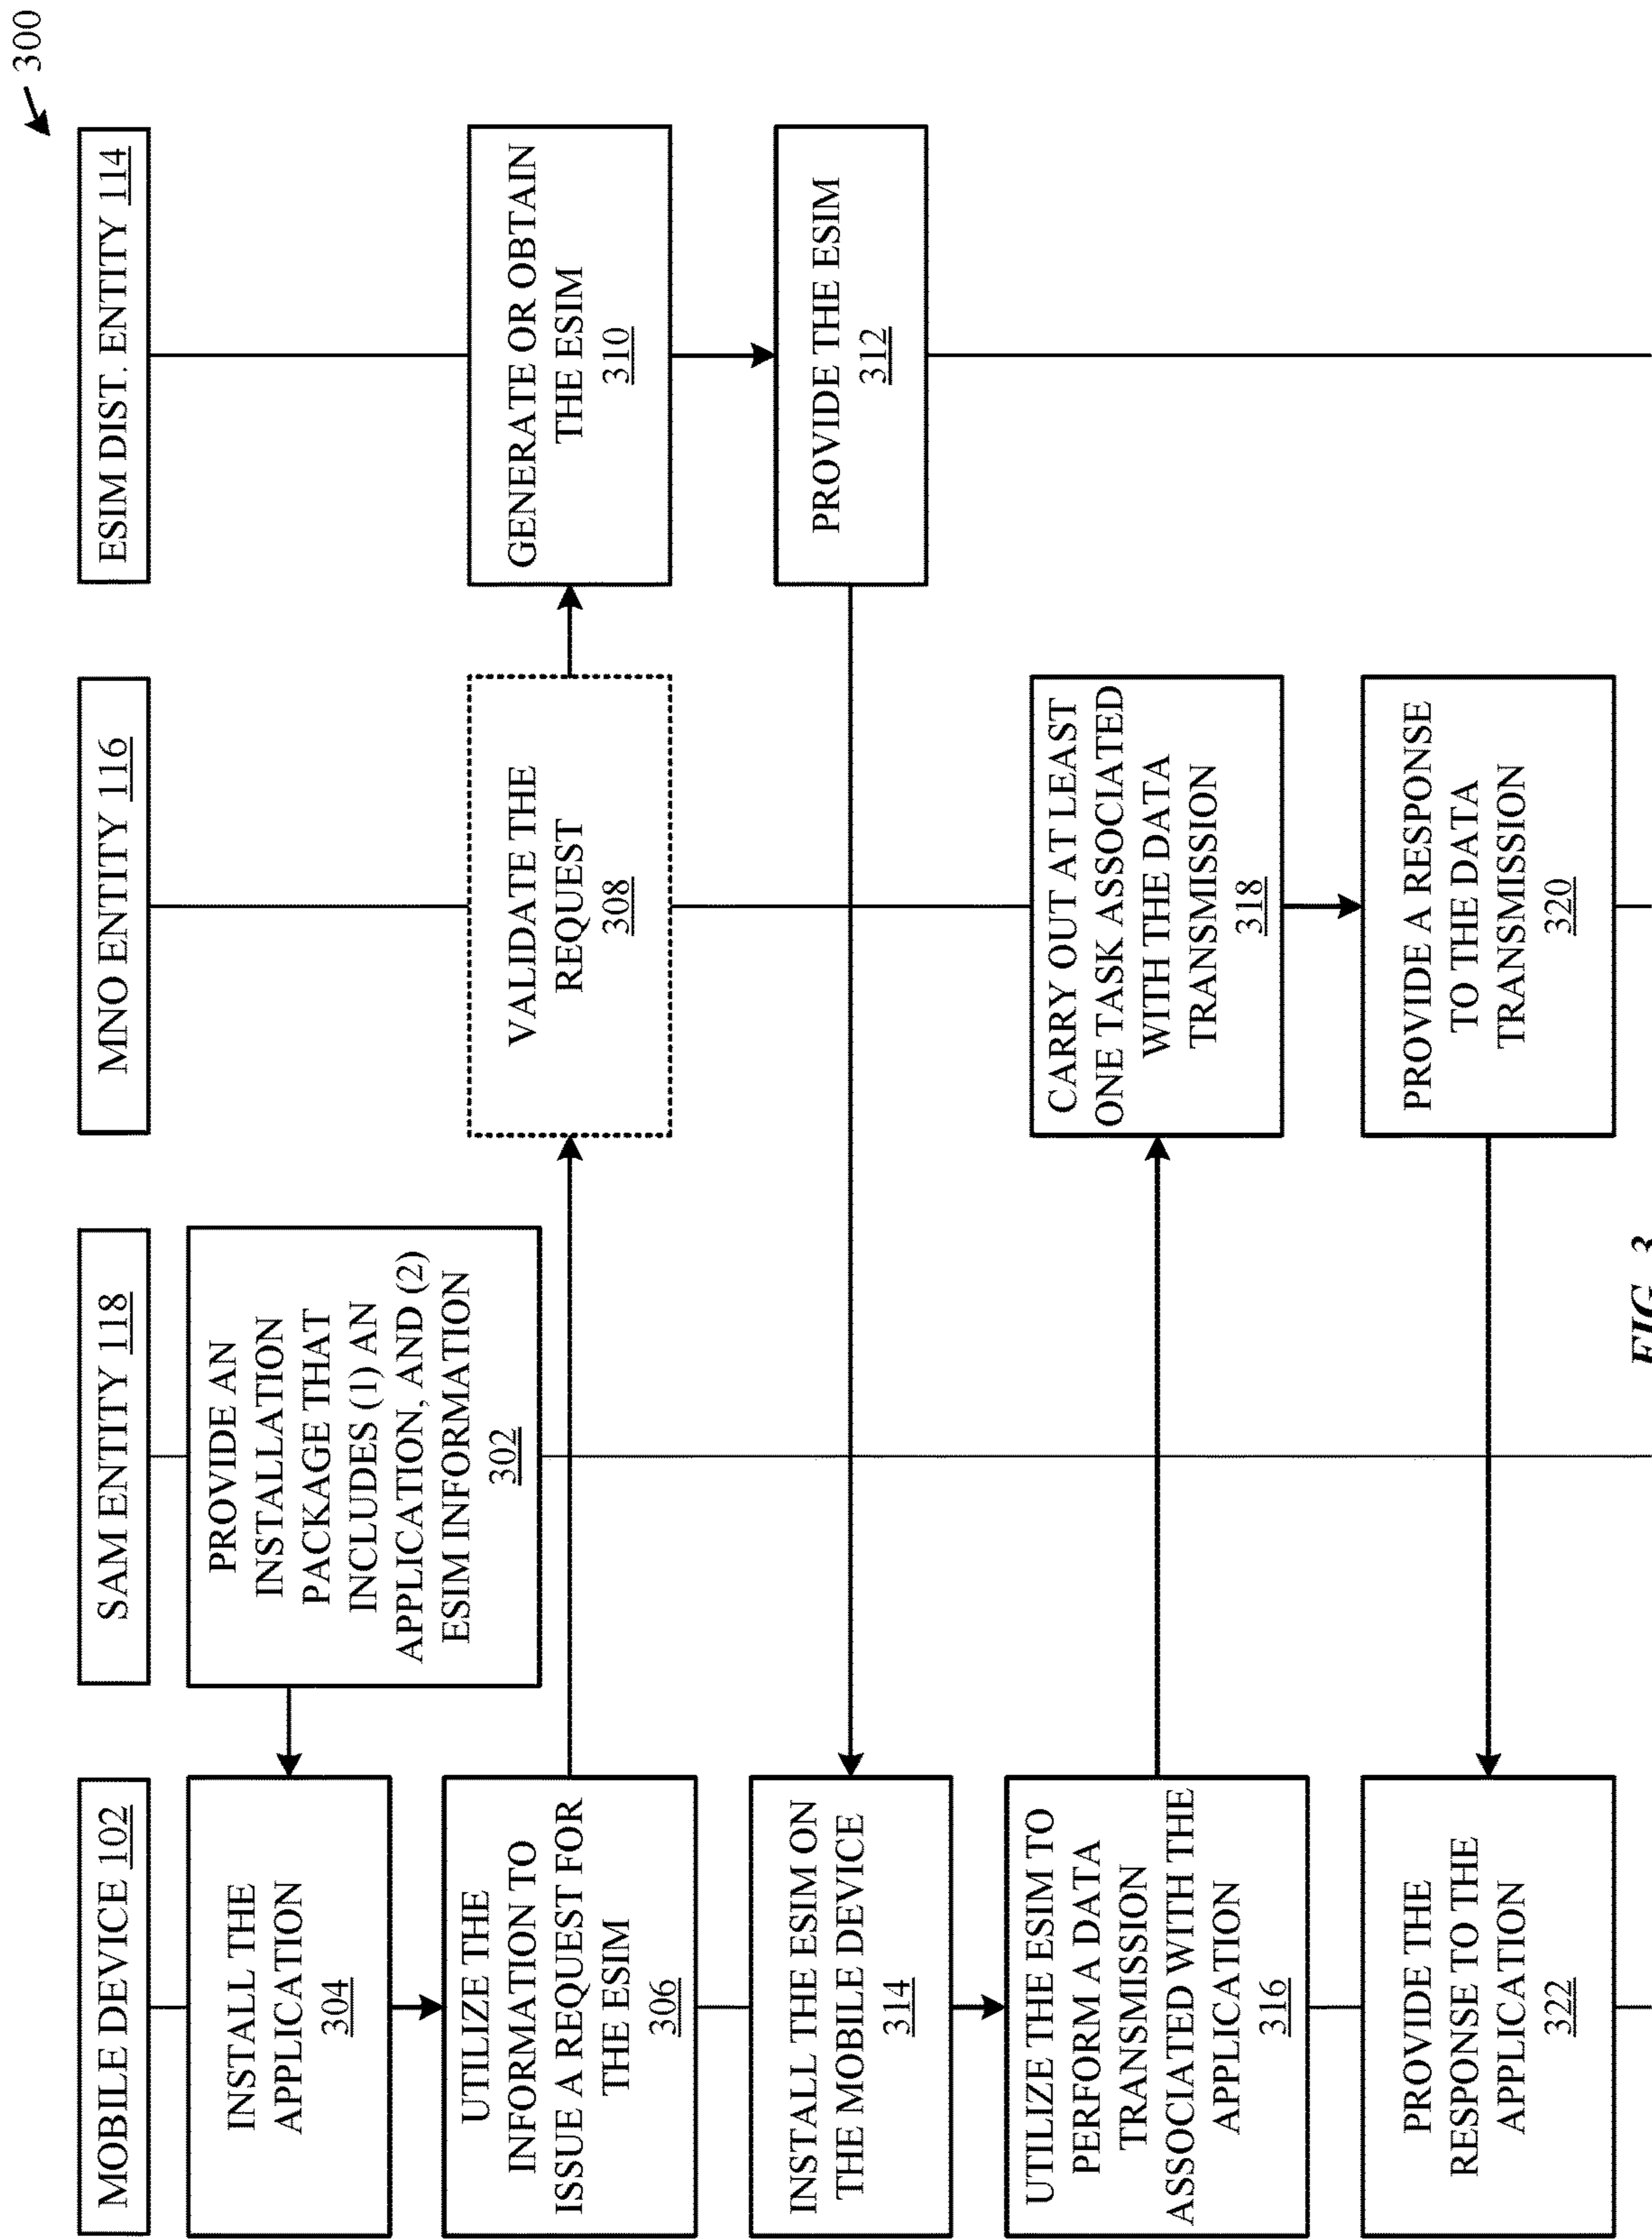 300
MOBILE DEVICE 102
SAM ENTITY 118
MNO ENTITY 116
ESIM DIST. ENTITY 114
PROVIDE AN
INSTALLATION
PACKAGE THAT
INCLUDES (1) AN
APPLICATION, AND (2)
ESIM INFORMATION
302
INSTALL THE
APPLICATION
304
UTILIZE THE
INFORMATION TO
ISSUE A REQUEST FOR
THE ESIM
306
VALIDATE THE
REQUEST
308
GENERATE OR OBTAIN
THE ESIM
310
PROVIDE THE ESIM
312
INSTALL THE ESIM ON
THE MOBILE DEVICE
314
UTILIZE THE ESIM TO
PERFORM A DATA
TRANSMISSION
ASSOCIATED WITH THE
APPLICATION
316
CARRY OUT AT LEAST
ONE TASK ASSOCIATED
WITH THE DATA
TRANSMISSION
318
PROVIDE A RESPONSE
TO THE DATA
TRANSMISSION
320
PROVIDE THE
RESPONSE TO THE
APPLICATION
322
FIG. 3